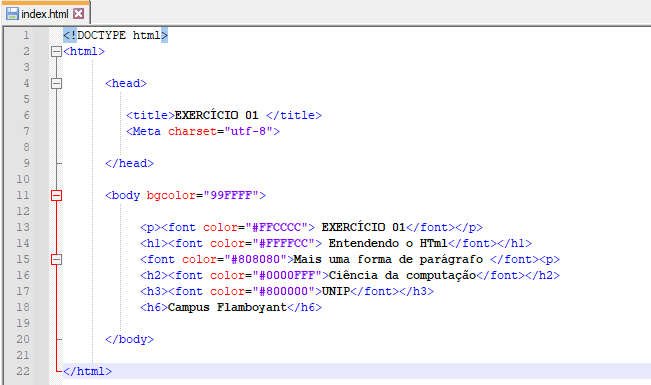 index.html
1 <!DOCTYPE html>
2 <html>
3
4 <head>
5
6 <title>EXERCÍCIO 01 </title>
7 <Meta charset="utf-8">
8
9 </head>
10
11 <body bgcolor="99FFFF">
12
13 <p><font color="#FFCCCC"> EXERCÍCIO 01</font></p>
14 <h1><font color="#FFFFCC"> Entendendo o HTml</font></h1>
15 <font color="#808080">Mais uma forma de parágrafo </font><p>
16 <h2><font color="#0000FFF">Ciência da computação</font></h2>
17 <h3><font color="#800000">UNIP</font></h3>
18 <h6>Campus Flamboyant</h6>
19
20 </body>
21
22 </html>